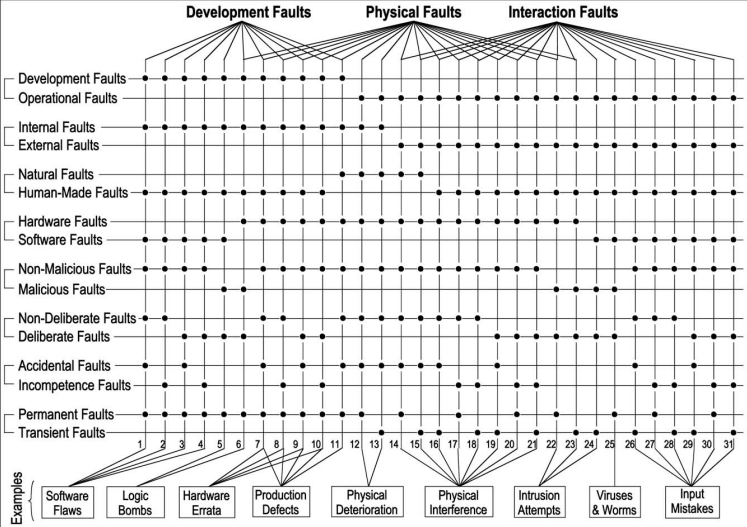 Development Faults Physical Faults Interaction Faults
Development Faults
Operational Faults
Internal Faults
External Faults
Natural Faults
Human-Made Faults
Hardware Faults
Software Faults
Non-Malicious Faults
Malicious Faults
Non-Deliberate Faults
Deliberate Faults
Accidental Faults
Incompetence Faults
Permanent Faults
Transient Faults
1 2 3 4 5 6 7 8 9 10 11 12 13 14 15 16 17 18 19 20 21 22 23 24 25 26 27 28 29 30 31
Examples
Software
Flaws
Logic
Bombs
Hardware
Errata
Production
Defects
Physical
Deterioration
Physical
Interference
Intrusion
Attempts
Viruses
& Worms
Input
Mistakes